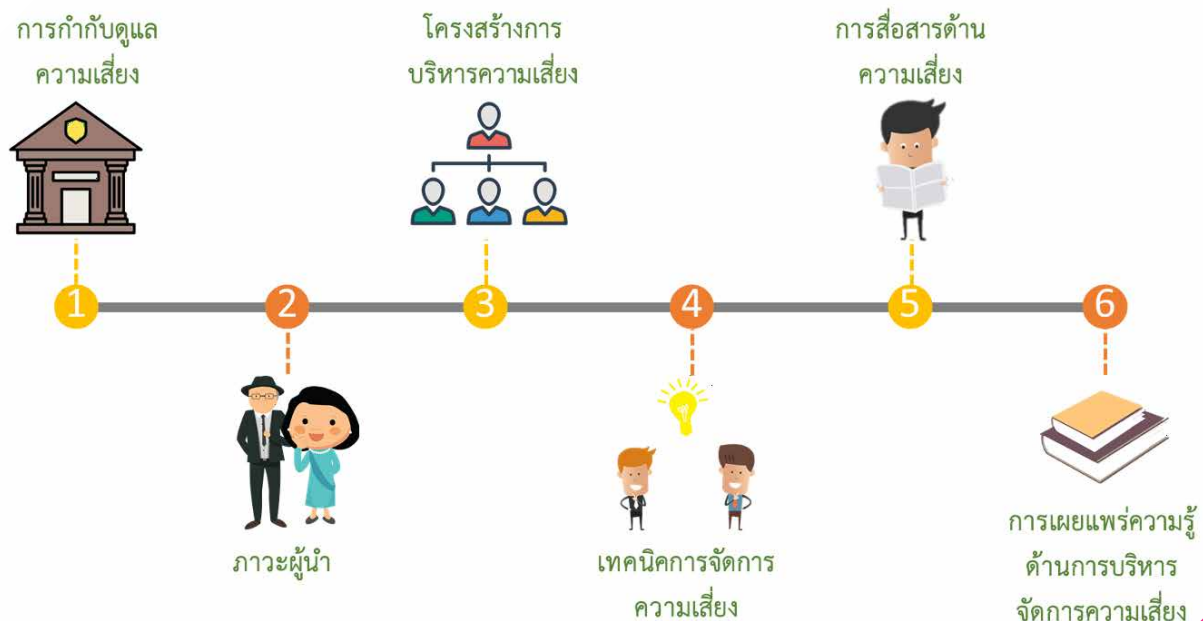 การกำกับดูแล
ความเสี่ยง
โครงสร้างการ
บริหารความเสี่ยง
การสื่อสารด้าน
ความเสี่ยง
1
2
3
4
5
6
ภาวะผู้นำ
เทคนิคการจัดการ
ความเสี่ยง
การเผยแพร่ความรู้
ด้านการบริหาร
จัดการความเสี่ยง